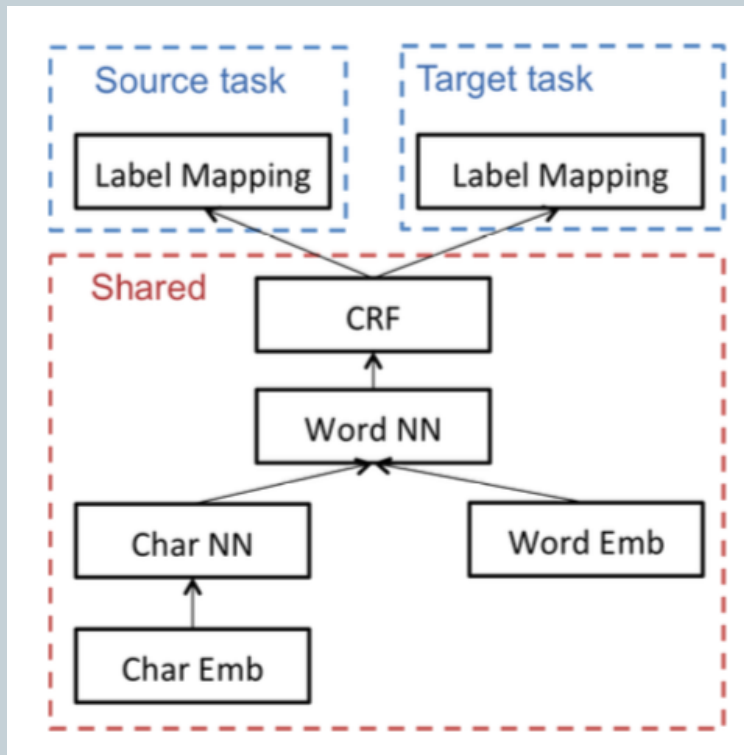 Source task
Target task
Label Mapping
Label Mapping
Shared
CRF
Word NN
Char NN
Word Emb
Char Emb